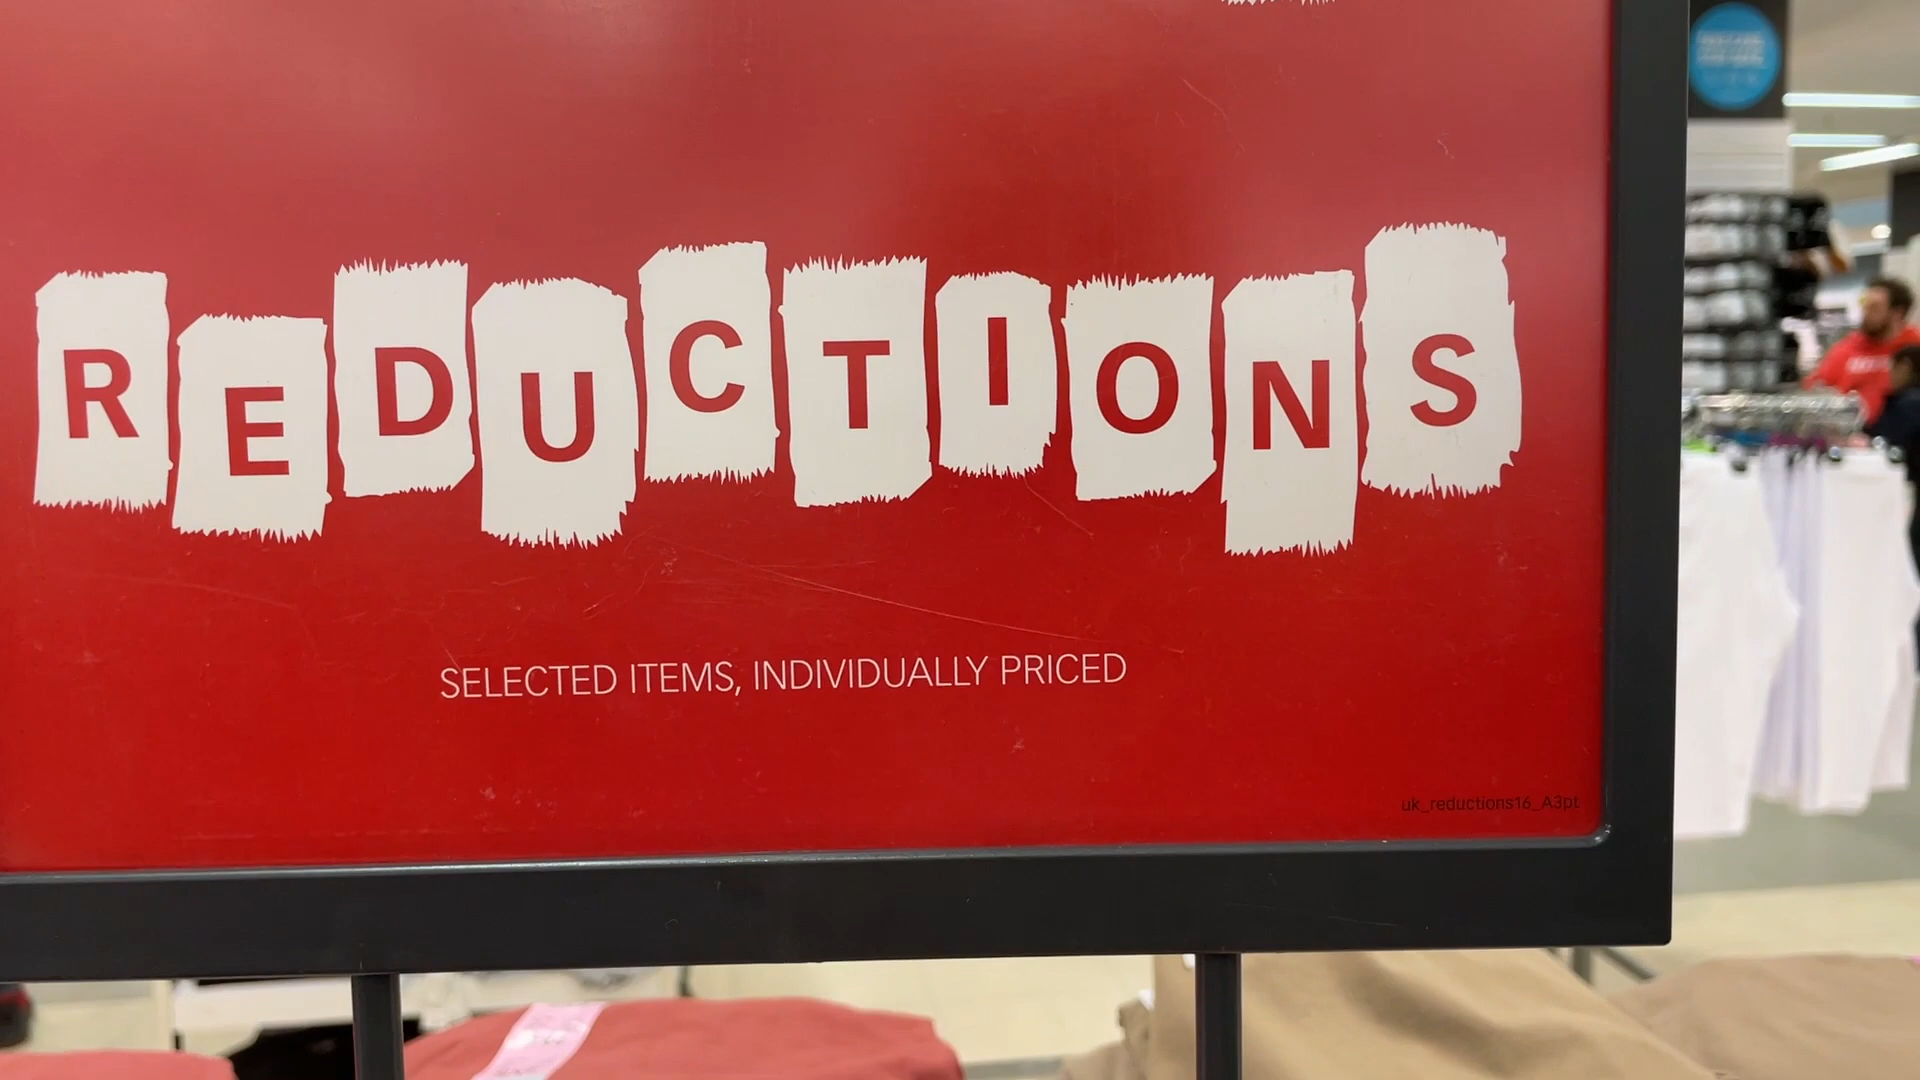 REDUCTIONS
SELECTED ITEMS, INDIVIDUALLY PRICED
uk_reductions16_A3pt